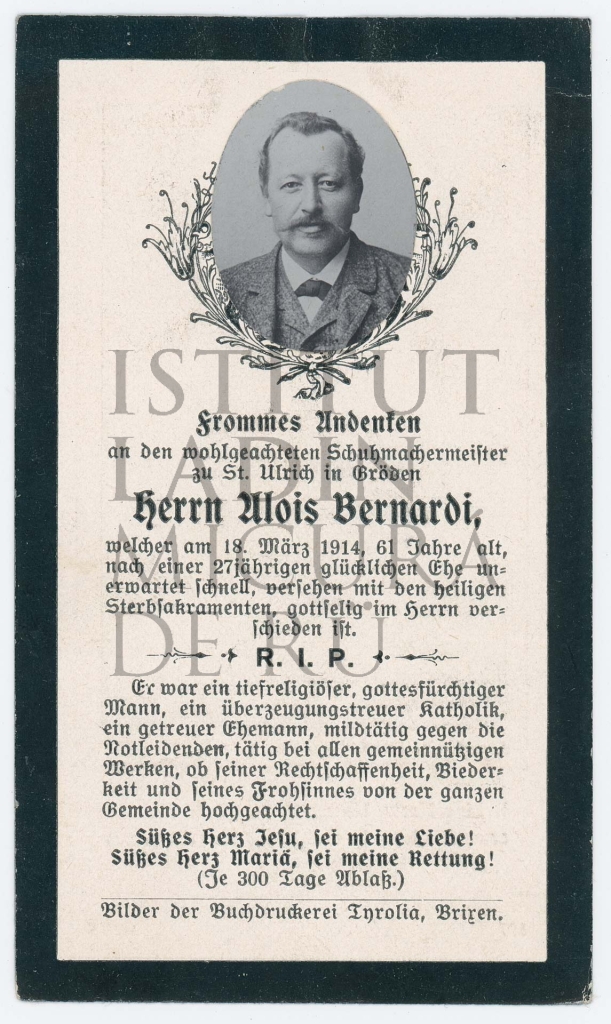 Frommes Andenken
an den wohlgeachteten Schuhmachermeister
zu St. Ulrich in Gröden
Herrn Alois Bernardi,
welcher am 18. März 1914, 61 Jahre alt,
nach einer 27jährigen glücklichen Ehe un-
erwartet schnell, versehen mit den heiligen
Sterbsakramenten, gottselig im Herrn ver-
schieden ist.
R. I. P.
Er war ein tiefreligiöser, gottesfürchtiger
Mann, ein überzeugungstreuer Katholik,
ein getreuer Ehemann, mildtätig gegen die
Notleidenden, tätig bei allen gemeinnützigen
Werken, ob seiner Rechtschaffenheit, Bieder-
keit und seines Frohsinnes von der ganzen
Gemeinde hochgeachtet.
Süßes Herz Jesu, sei meine Liebe!
Süßes Herz Mariä, sei meine Rettung!
(Je 300 Tage Ablaß.)
Bilder der Buchdruckerei Tyrolia, Brixen.
ISTITUT
LADIN
MICURÁ
DE RÜ